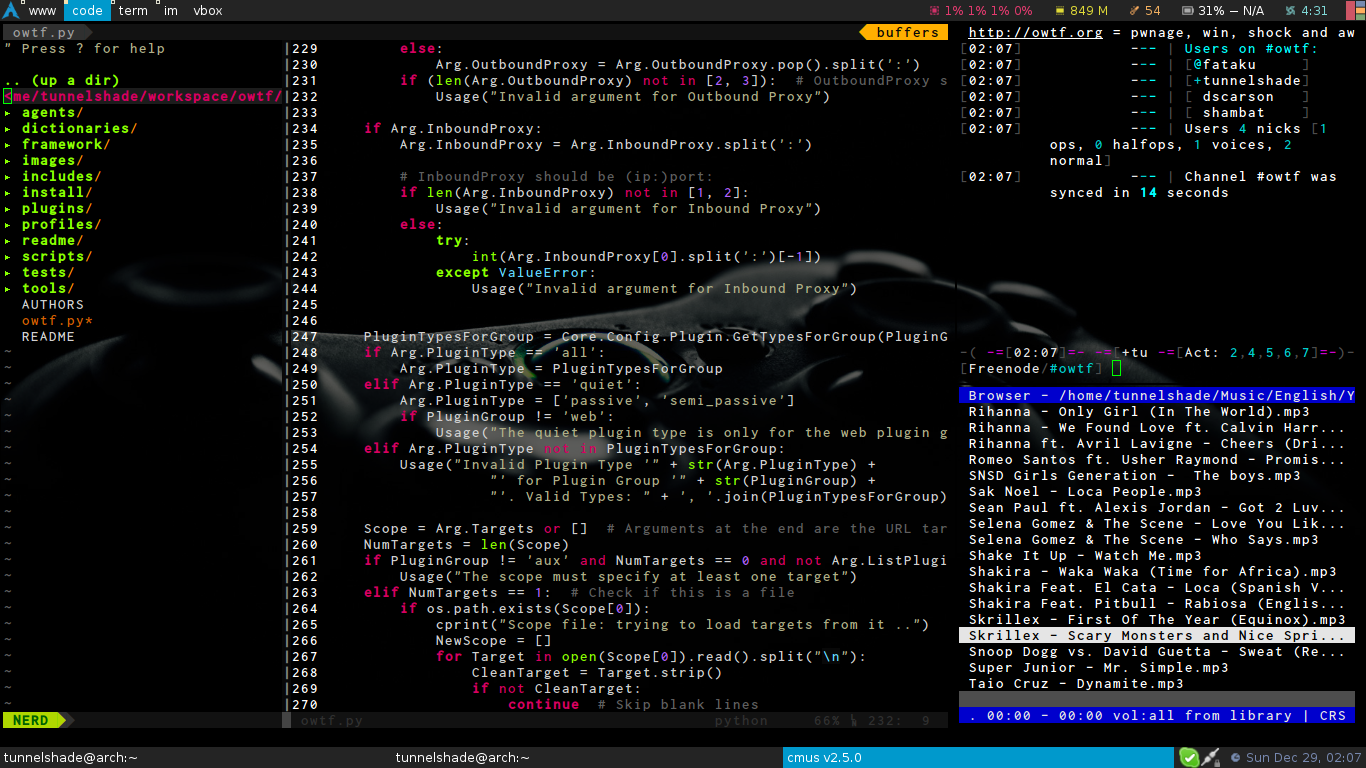 www code term im vbox 1% 1% 1% 0% 849 M 54 31% – N/A 4:31
owtf.py buffers
" Press ? for help
.. (up a dir)
<me/tunnelshade/workspace/owtf/
▸ agents/
▸ dictionaries/
▸ framework/
▸ images/
▸ includes/
▸ install/
▸ plugins/
▸ profiles/
▸ readme/
▸ scripts/
▸ tests/
▸ tools/
AUTHORS
owtf.py*
README
NERD
|229 else:
|230 Arg.OutboundProxy = Arg.OutboundProxy.pop().split(':')
|231 if (len(Arg.OutboundProxy) not in [2, 3]): # OutboundProxy s
|232 Usage("Invalid argument for Outbound Proxy")
|233
|234 if Arg.InboundProxy:
|235 Arg.InboundProxy = Arg.InboundProxy.split(':')
|236
|237 # InboundProxy should be (ip:)port:
|238 if len(Arg.InboundProxy) not in [1, 2]:
|239 Usage("Invalid argument for Inbound Proxy")
|240 else:
|241 try:
|242 int(Arg.InboundProxy[0].split(':')[-1])
|243 except ValueError:
|244 Usage("Invalid argument for Inbound Proxy")
|245
|246
|247 PluginTypesForGroup = Core.Config.Plugin.GetTypesForGroup(PluginG
|248 if Arg.PluginType == 'all':
|249 Arg.PluginType = PluginTypesForGroup
|250 elif Arg.PluginType == 'quiet':
|251 Arg.PluginType = ['passive', 'semi_passive']
|252 if PluginGroup != 'web':
|253 Usage("The quiet plugin type is only for the web plugin g
|254 elif Arg.PluginType not in PluginTypesForGroup:
|255 Usage("Invalid Plugin Type '" + str(Arg.PluginType) +
|256 "' for Plugin Group '" + str(PluginGroup) +
|257 "'. Valid Types: " + ', '.join(PluginTypesForGroup)
|258
|259 Scope = Arg.Targets or [] # Arguments at the end are the URL tar
|260 NumTargets = len(Scope)
|261 if PluginGroup != 'aux' and NumTargets == 0 and not Arg.ListPlugi
|262 Usage("The scope must specify at least one target")
|263 elif NumTargets == 1: # Check if this is a file
|264 if os.path.exists(Scope[0]):
|265 cprint("Scope file: trying to load targets from it ..")
|266 NewScope = []
|267 for Target in open(Scope[0]).read().split("\n"):
|268 CleanTarget = Target.strip()
|269 if not CleanTarget:
|270 continue # Skip blank lines
owtf.py python 66% 232: 9
http://owtf.org = pwnage, win, shock and aw
[02:07] --- | Users on #owtf:
[02:07] --- | [@fataku ]
[02:07] --- | [+tunnelshade]
[02:07] --- | [ dscarson ]
[02:07] --- | [ shambat ]
[02:07] --- | Users 4 nicks [1
ops, 0 halfops, 1 voices, 2
normal]
[02:07] --- | Channel #owtf was
synced in 14 seconds
-( -=[02:07]=-- -=[+tu -=[Act: 2,4,5,6,7]=--)-
[Freenode/#owtf]
Browser - /home/tunnelshade/Music/English/Y
Rihanna - Only Girl (In The World).mp3
Rihanna - We Found Love ft. Calvin Harr...
Rihanna ft. Avril Lavigne - Cheers (Dri...
Romeo Santos ft. Usher Raymond - Promis...
SNSD Girls Generation - The boys.mp3
Sak Noel - Loca People.mp3
Sean Paul ft. Alexis Jordan - Got 2 Luv...
Selena Gomez & The Scene - Love You Lik...
Selena Gomez & The Scene - Who Says.mp3
Shake It Up - Watch Me.mp3
Shakira - Waka Waka (Time for Africa).mp3
Shakira Feat. El Cata - Loca (Spanish V...
Shakira Feat. Pitbull - Rabiosa (Englis...
Skrillex - First Of The Year (Equinox).mp3
Skrillex - Scary Monsters and Nice Spri...
Snoop Dogg vs. David Guetta - Sweat (Re...
Super Junior - Mr. Simple.mp3
Taio Cruz - Dynamite.mp3
. 00:00 - 00:00 vol:all from library | CRS
tunnelshade@arch:~ tunnelshade@arch:~ cmus v2.5.0 Sun Dec 29, 02:07